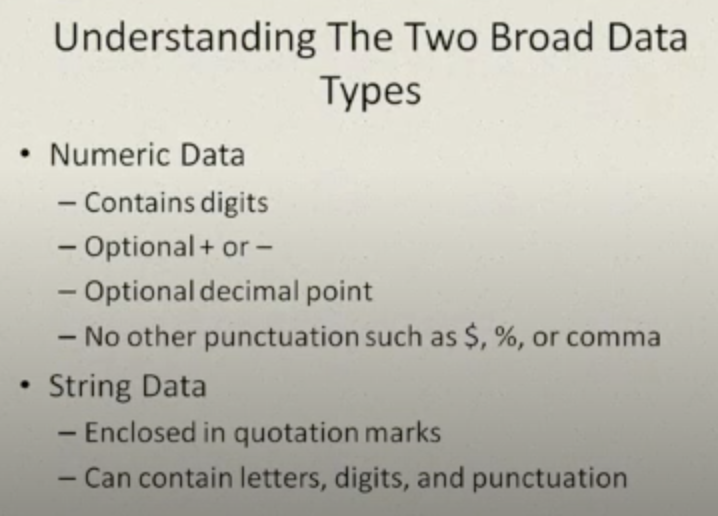 Understanding The Two Broad Data
Types
• Numeric Data
– Contains digits
– Optional + or –
– Optional decimal point
– No other punctuation such as $, %, or comma
• String Data
– Enclosed in quotation marks
– Can contain letters, digits, and punctuation